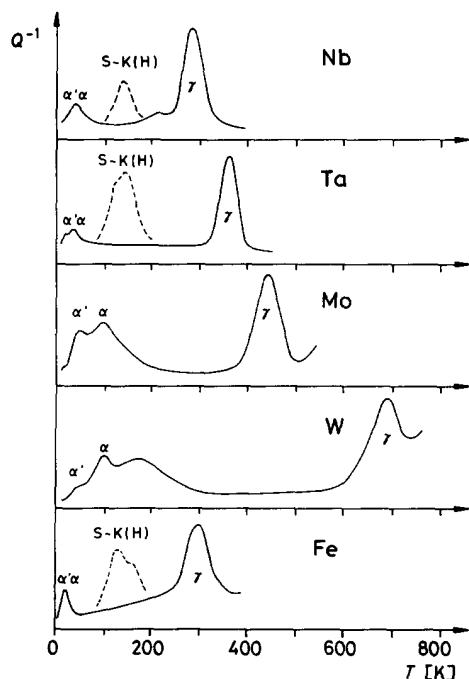 Q⁻¹
Nb
S-K(H)
α'α
γ
Ta
S-K(H)
α'α
γ
Mo
α' α
γ
W
α' α
γ
Fe
S-K(H)
α'α
γ
0 200 400 600 800
T [K]